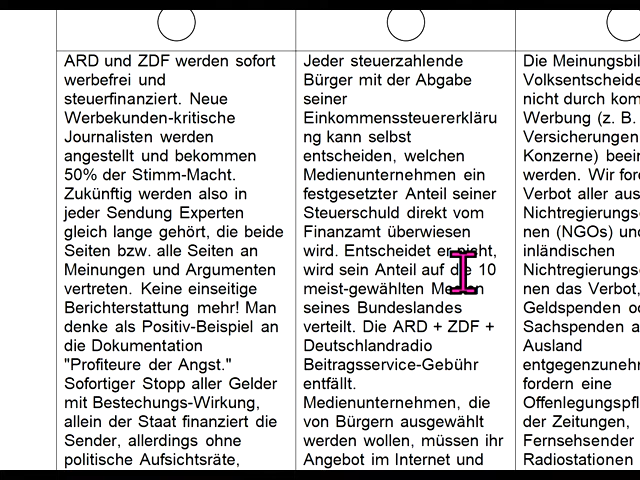 ARD und ZDF werden sofort
werbefrei und
steuerfinanziert. Neue
Werbekunden-kritische
Journalisten werden
angestellt und bekommen
50% der Stimm-Macht.
Zukünftig werden also in
jeder Sendung Experten
gleich lange gehört, die beide
Seiten bzw. alle Seiten an
Meinungen und Argumenten
vertreten. Keine einseitige
Berichterstattung mehr! Man
denke als Positiv-Beispiel an
die Dokumentation
"Profiteure der Angst."
Sofortiger Stopp aller Gelder
mit Bestechungs-Wirkung,
allein der Staat finanziert die
Sender, allerdings ohne
politische Aufsichtsräte,
Jeder steuerzahlende
Bürger mit der Abgabe
seiner
Einkommenssteuererkläru
ng kann selbst
entscheiden, welchen
Medienunternehmen ein
festgesetzter Anteil seiner
Steuerschuld direkt vom
Finanzamt überwiesen
wird. Entscheidet er nicht,
wird sein Anteil auf die 10
meist-gewählten Medien
seines Bundeslandes
verteilt. Die ARD + ZDF +
Deutschlandradio
Beitragsservice-Gebühr
entfällt.
Medienunternehmen, die
von Bürgern ausgewählt
werden wollen, müssen ihr
Angebot im Internet und
Die Meinungsbil
Volksentscheide
nicht durch kom
Werbung (z. B.
Versicherungen
Konzerne) beein
werden. Wir ford
Verbot aller aus
Nichtregierungso
nen (NGOs) und
inländischen
Nichtregierungso
nen das Verbot,
Geldspenden od
Sachspenden a
Ausland
entgegenzunehm
fordern eine
Offenlegungspfl
der Zeitungen,
Fernsehsender
Radiostationen